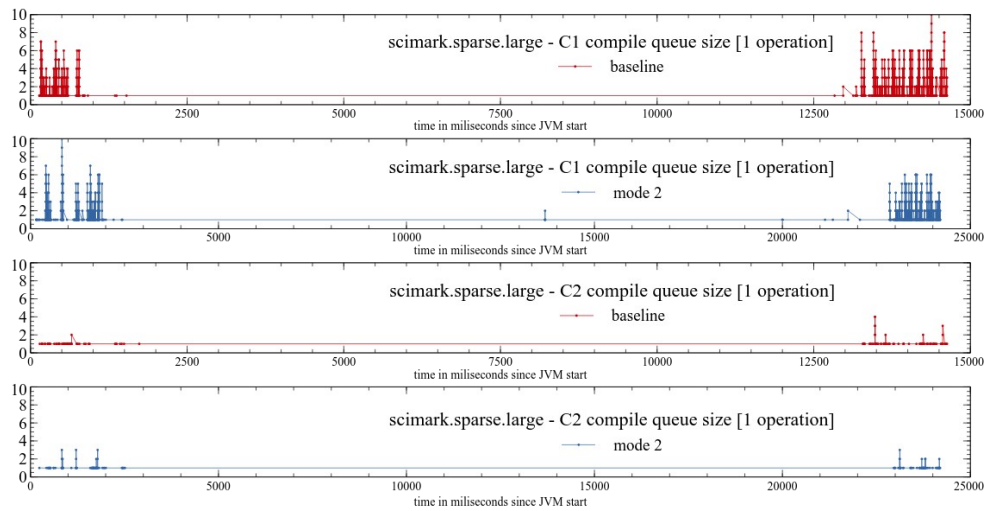 10
8
6
4
2
0
scimark.sparse.large - C1 compile queue size [1 operation]
baseline
0 2500 5000 7500 10000 12500 15000
time in miliseconds since JVM start
10
8
6
4
2
0
scimark.sparse.large - C1 compile queue size [1 operation]
mode 2
0 5000 10000 15000 20000 25000
time in miliseconds since JVM start
10
8
6
4
2
0
scimark.sparse.large - C2 compile queue size [1 operation]
baseline
0 2500 5000 7500 10000 12500 15000
time in miliseconds since JVM start
10
8
6
4
2
0
scimark.sparse.large - C2 compile queue size [1 operation]
mode 2
0 5000 10000 15000 20000 25000
time in miliseconds since JVM start